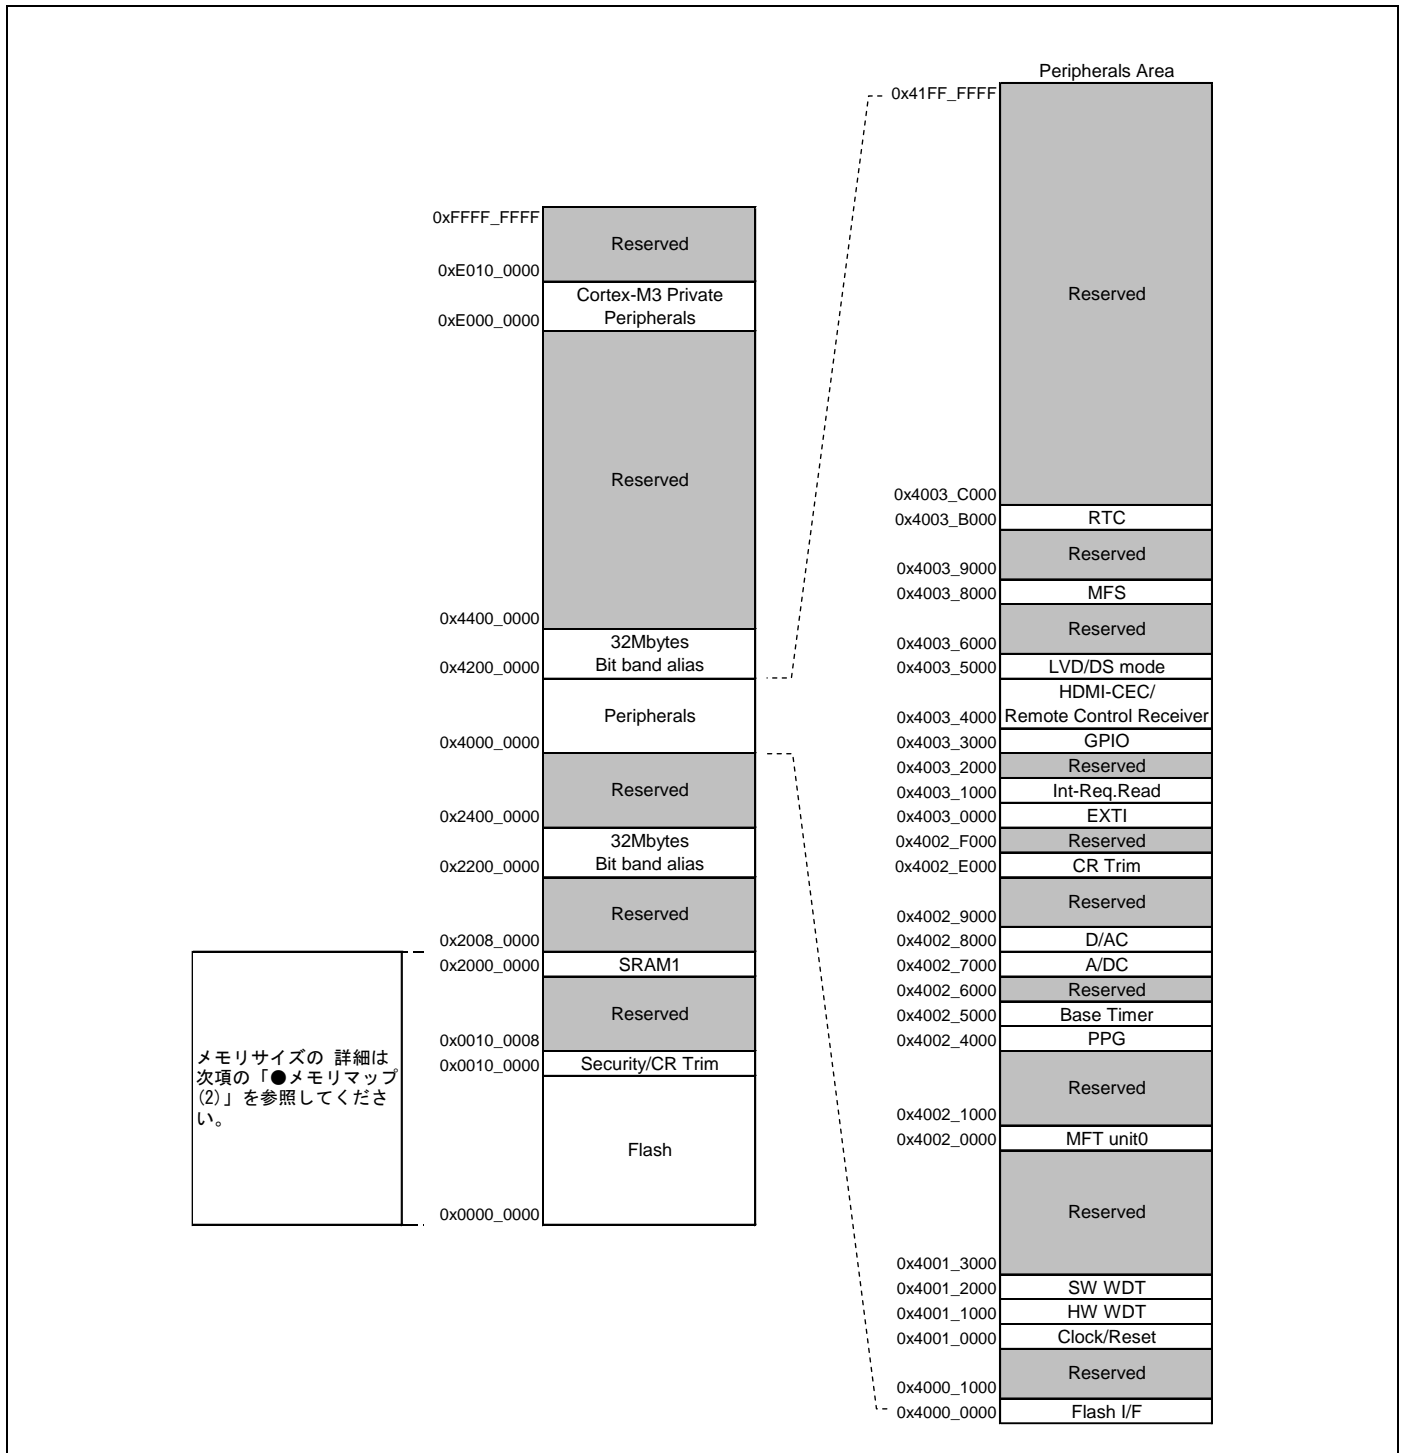 Peripherals Area
0x41FF_FFFF
Reserved
0x4003_C000
0x4003_B000 RTC
Reserved
0x4003_9000
0x4003_8000 MFS
Reserved
0x4003_6000
0x4003_5000 LVD/DS mode
HDMI-CEC/
0x4003_4000 Remote Control Receiver
0x4003_3000 GPIO
0x4003_2000 Reserved
0x4003_1000 Int-Req.Read
0x4003_0000 EXTI
0x4002_F000 Reserved
0x4002_E000 CR Trim
Reserved
0x4002_9000
0x4002_8000 D/AC
0x4002_7000 A/DC
0x4002_6000 Reserved
0x4002_5000 Base Timer
0x4002_4000 PPG
Reserved
0x4002_1000
0x4002_0000 MFT unit0
Reserved
0x4001_3000
0x4001_2000 SW WDT
0x4001_1000 HW WDT
0x4001_0000 Clock/Reset
Reserved
0x4000_1000
0x4000_0000 Flash I/F
0xFFFF_FFFF
Reserved
0xE010_0000
Cortex-M3 Private
0xE000_0000 Peripherals
Reserved
0x4400_0000
32Mbytes
0x4200_0000 Bit band alias
Peripherals
0x4000_0000
Reserved
0x2400_0000
32Mbytes
0x2200_0000 Bit band alias
Reserved
0x2008_0000
0x2000_0000 SRAM1
Reserved
0x0010_0008
0x0010_0000 Security/CR Trim
Flash
0x0000_0000
メモリサイズの 詳細は
次項の「●メモリマップ
(2)」を参照してくださ
い。